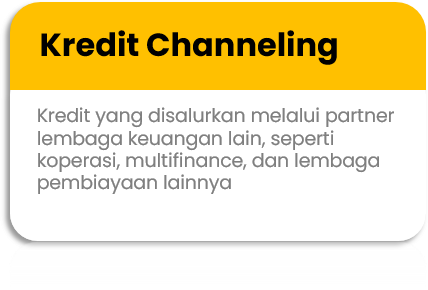 Kredit Channeling
Kredit yang disalurkan melalui partner
lembaga keuangan lain, seperti
koperasi, multifinance, dan lembaga
pembiayaan lainnya